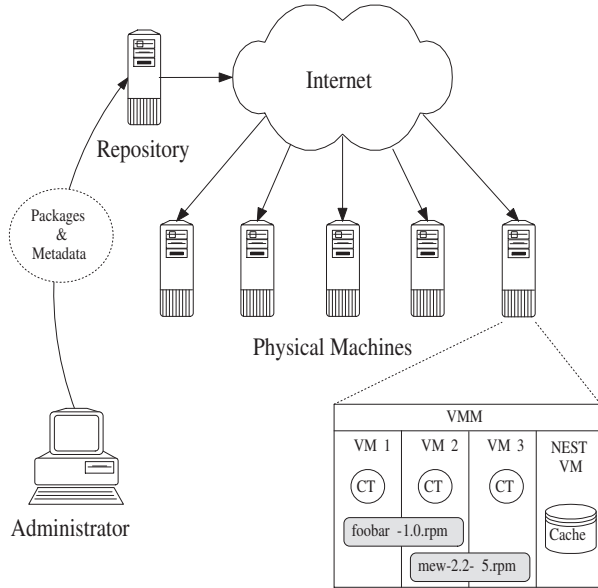 Internet
Repository
Packages
&
Metadata
Physical Machines
Administrator
VMM
VM 1
VM 2
VM 3
NEST
VM
CT
CT
CT
foobar -1.0.rpm
mew-2.2- 5.rpm
Cache